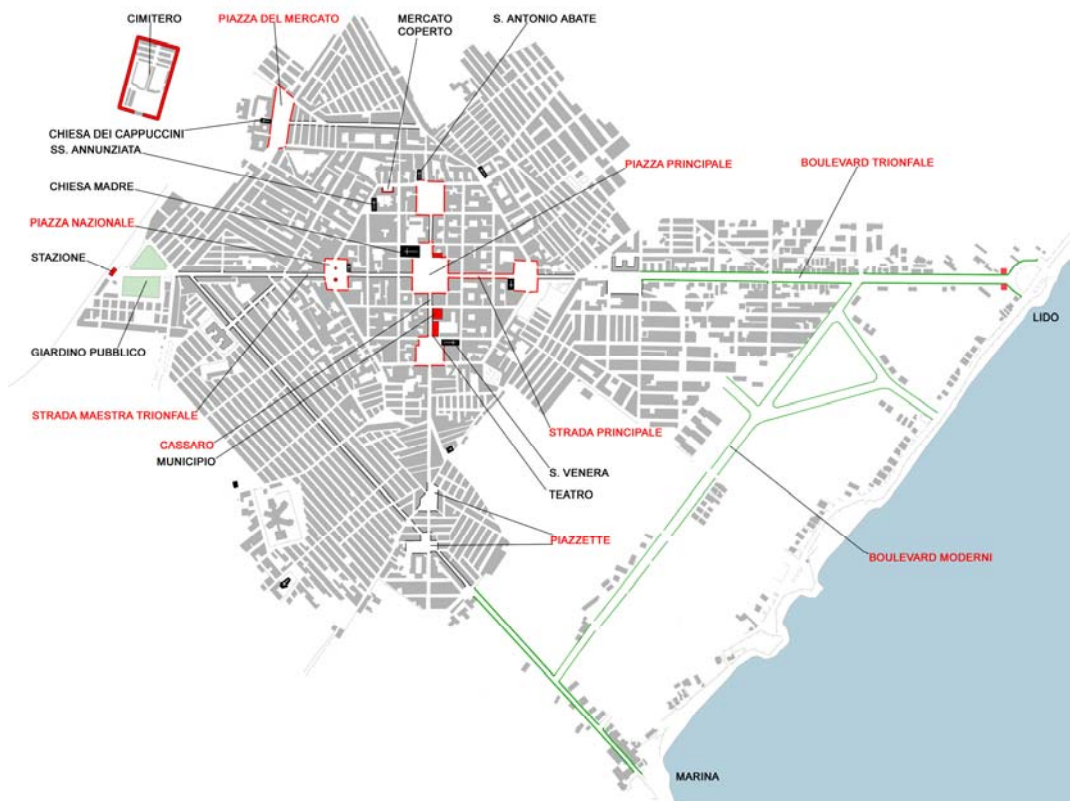 CIMITERO
PIAZZA DEL MERCATO
MERCATO
COPERTO
S. ANTONIO ABATE
CHIESA DEI CAPPUCCINI
SS. ANNUNZIATA
CHIESA MADRE
PIAZZA NAZIONALE
STAZIONE
PIAZZA PRINCIPALE
BOULEVARD TRIONFALE
LIDO
GIARDINO PUBBLICO
STRADA MAESTRA TRIONFALE
CASSARO
MUNICIPIO
STRADA PRINCIPALE
S. VENERA
TEATRO
PIAZZETTE
BOULEVARD MODERNI
MARINA